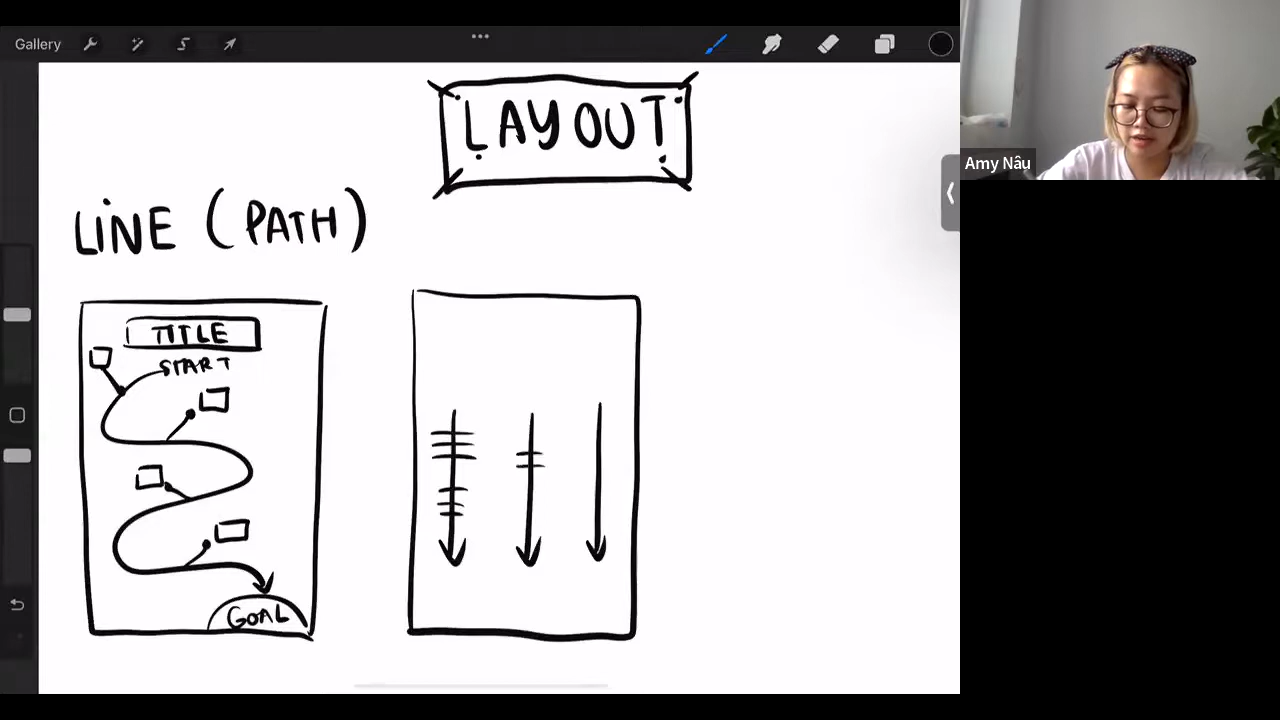 Gallery
LAYOUT
Amy Nâu
LINE (PATH)
TITLE
START
GOAL